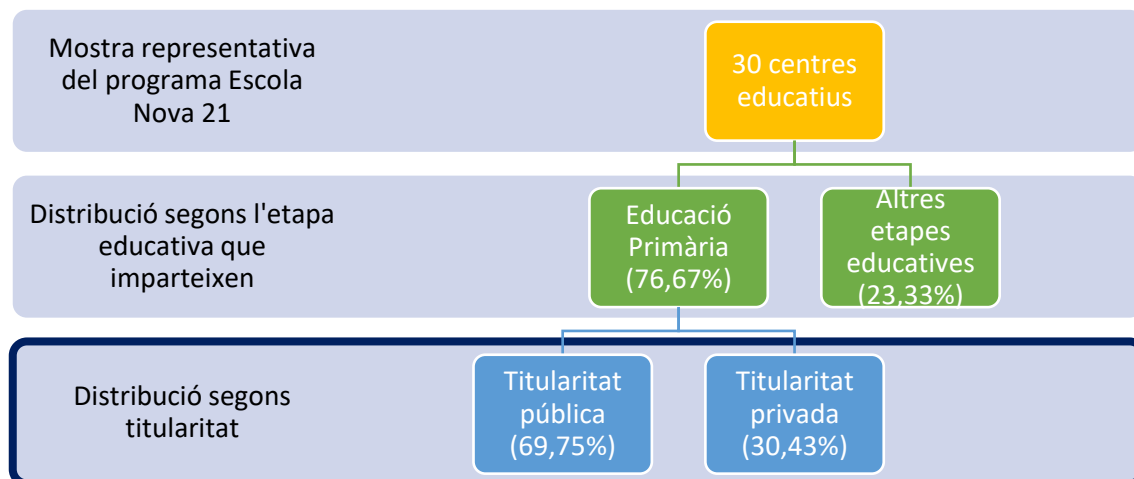 Mostra representativa
del programa Escola
Nova 21
30 centres
educatius
Distribució segons l'etapa
educativa que
imparteixen
Educació
Primària
(76,67%)
Altres
etapes
educatives
(23,33%)
Distribució segons
titularitat
Titularitat
pública
(69,75%)
Titularitat
privada
(30,43%)